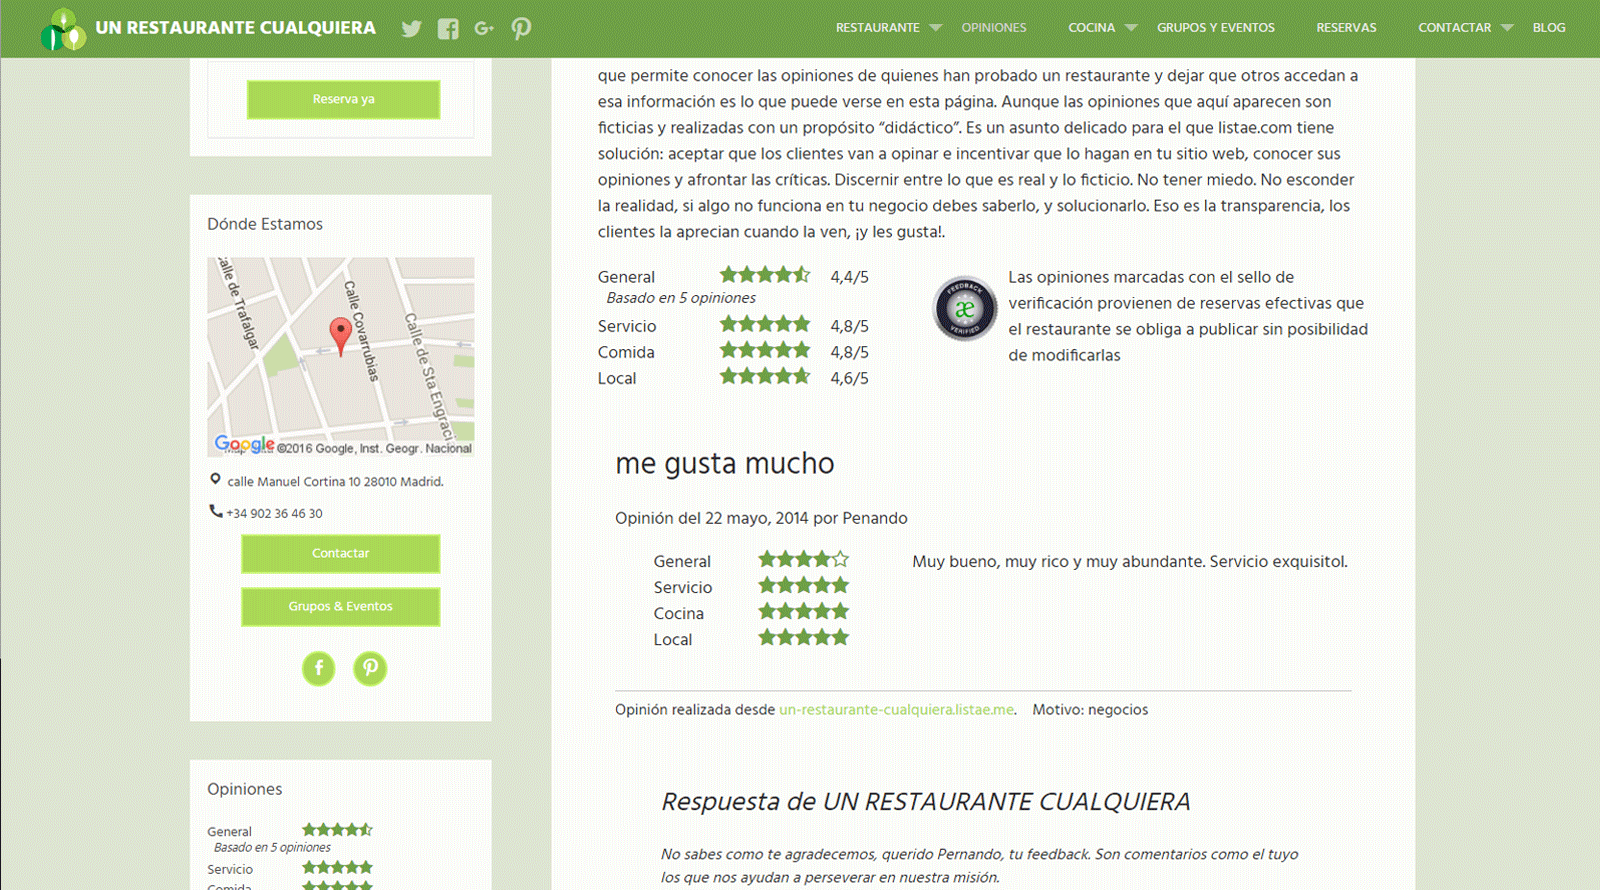 UN RESTAURANTE CUALQUIERA
RESTAURANTE OPINIONES COCINA GRUPOS Y EVENTOS RESERVAS CONTACTAR BLOG
Reserva ya
Dónde Estamos
Calle de Trafalgar
Calle Covarrubias
Calle de Sta Engracia
Google
©2016 Google, Inst. Geogr. Nacional
calle Manuel Cortina 10 28010 Madrid.
+34 902 36 46 30
Contactar
Grupos & Eventos
Opiniones
General
Basado en 5 opiniones
Servicio
Comida
que permite conocer las opiniones de quienes han probado un restaurante y dejar que otros accedan a
esa información es lo que puede verse en esta página. Aunque las opiniones que aquí aparecen son
ficticias y realizadas con un propósito “didáctico”. Es un asunto delicado para el que listae.com tiene
solución: aceptar que los clientes van a opinar e incentivar que lo hagan en tu sitio web, conocer sus
opiniones y afrontar las críticas. Discernir entre lo que es real y lo ficticio. No tener miedo. No esconder
la realidad, si algo no funciona en tu negocio debes saberlo, y solucionarlo. Eso es la transparencia, los
clientes la aprecian cuando la ven, ¡y les gusta!.
General 4,4/5
Basado en 5 opiniones
Servicio 4,8/5
Comida 4,8/5
Local 4,6/5
FEEDBACK
æ
VERIFIED
Las opiniones marcadas con el sello de
verificación provienen de reservas efectivas que
el restaurante se obliga a publicar sin posibilidad
de modificarlas
me gusta mucho
Opinión del 22 mayo, 2014 por Penando
General
Servicio
Cocina
Local
Muy bueno, muy rico y muy abundante. Servicio exquisitol.
Opinión realizada desde un-restaurante-cualquiera.listae.me. Motivo: negocios
Respuesta de UN RESTAURANTE CUALQUIERA
No sabes como te agradecemos, querido Pernando, tu feedback. Son comentarios como el tuyo
los que nos ayudan a perseverar en nuestra misión.